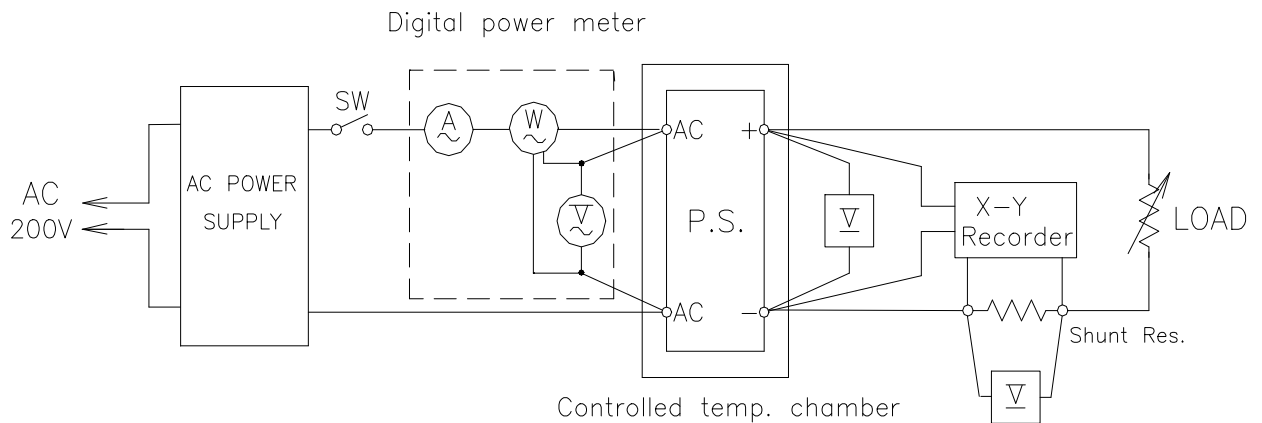 Digital power meter
SW
A
W
AC
+
AC
200V
AC POWER
SUPPLY
V
P.S.
V
X-Y
Recorder
LOAD
AC
-
Shunt Res.
V
Controlled temp. chamber